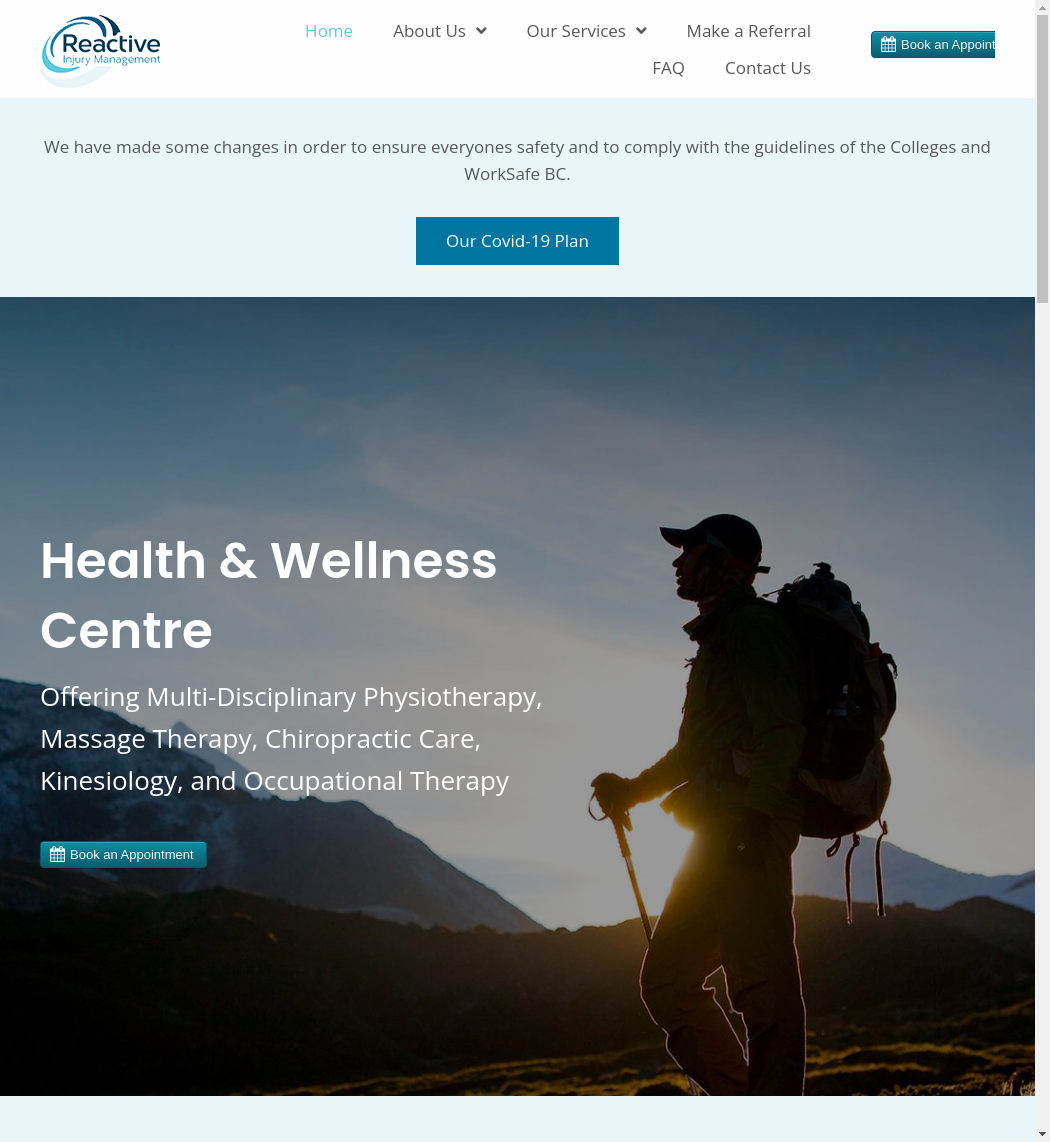 Reactive
Injury Management
Home
About Us
Our Services
Make a Referral
FAQ
Contact Us
Book an Appoint
We have made some changes in order to ensure everyones safety and to comply with the guidelines of the Colleges and
WorkSafe BC.
Our Covid-19 Plan
Health & Wellness
Centre
Offering Multi-Disciplinary Physiotherapy,
Massage Therapy, Chiropractic Care,
Kinesiology, and Occupational Therapy
Book an Appointment